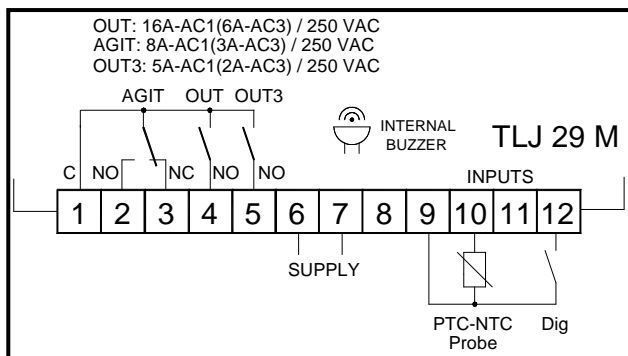 OUT: 16A-AC1(6A-AC3) / 250 VAC
AGIT: 8A-AC1(3A-AC3) / 250 VAC
OUT3: 5A-AC1(2A-AC3) / 250 VAC
AGIT OUT OUT3
INTERNAL
BUZZER
TLJ 29 M
C NO NC NO NO
INPUTS
1 2 3 4 5 6 7 8 9 10 11 12
SUPPLY
PTC-NTC
Probe
Dig